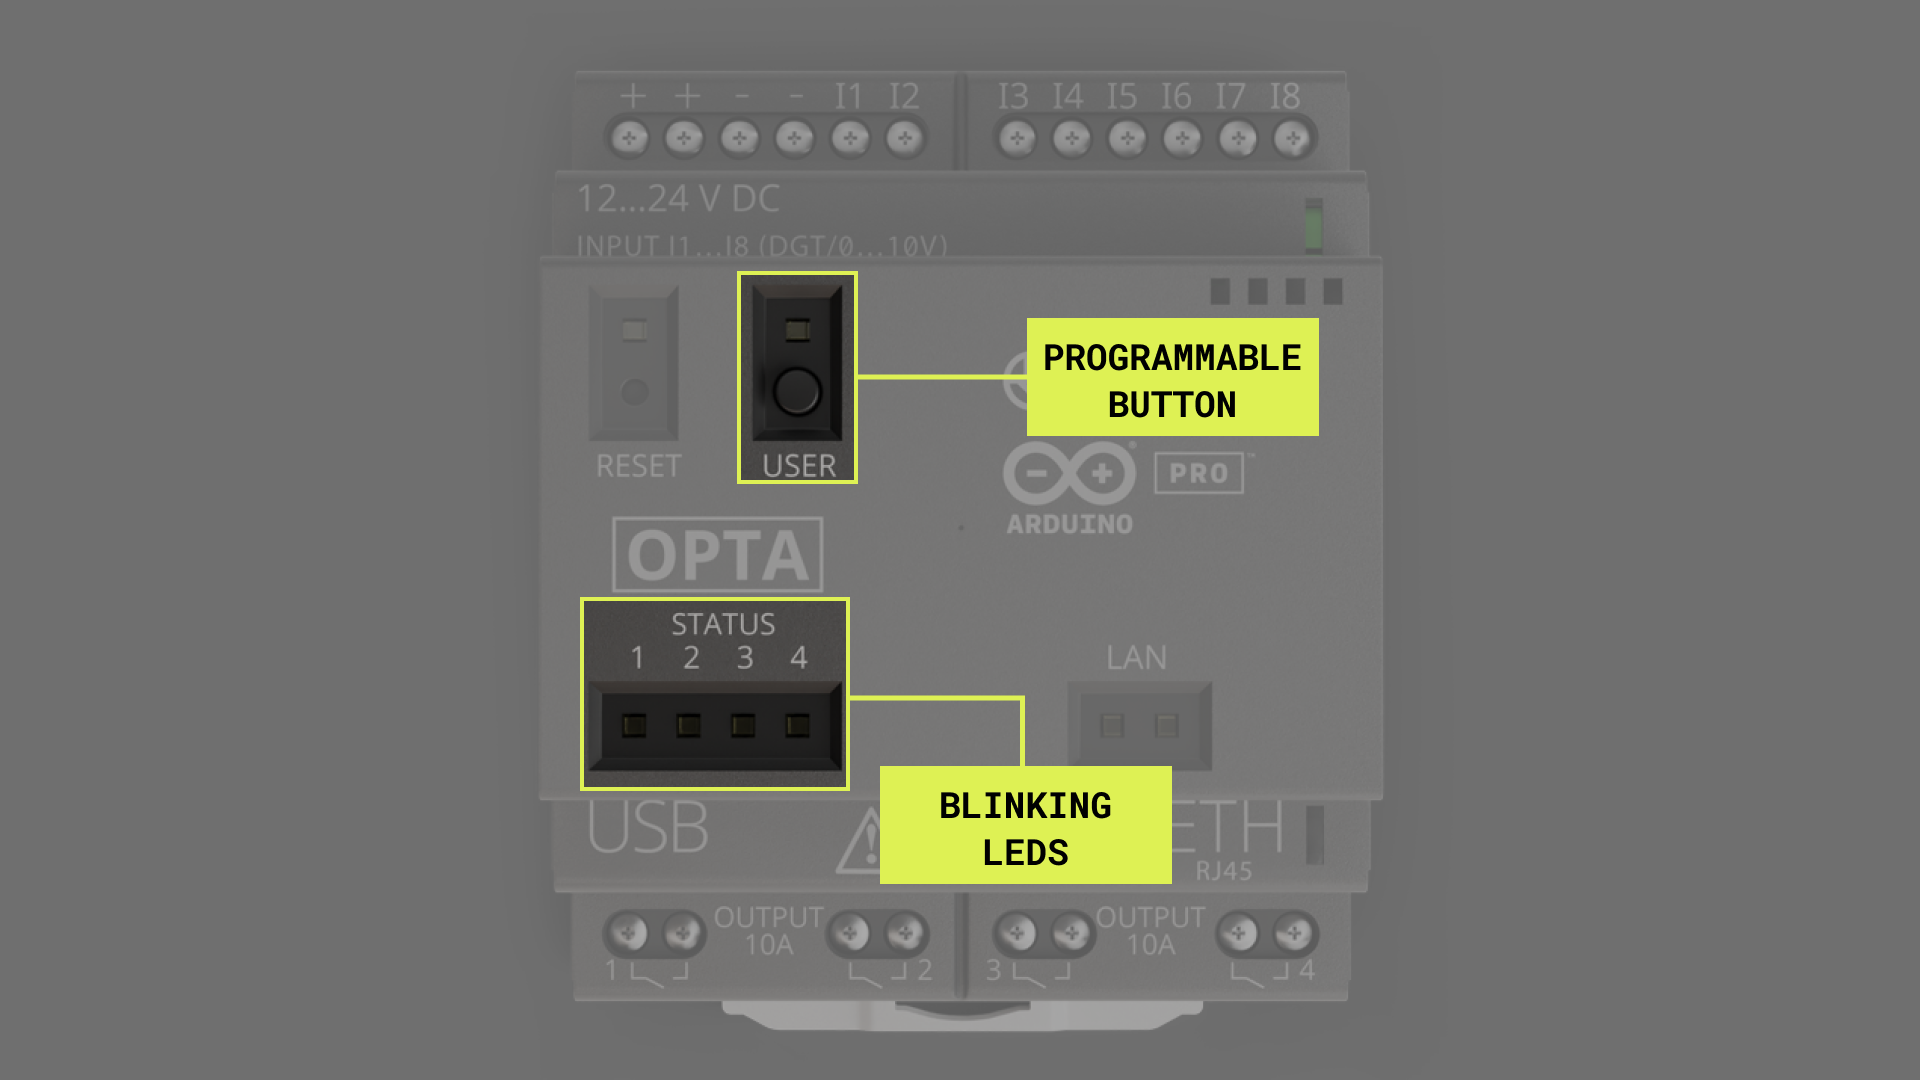 + + - - I1 I2 I3 I4 I5 I6 I7 I8
12...24 V DC
INPUT I1...I8 (DGT/0...10V)
PROGRAMMABLE
BUTTON
RESET
USER
PRO™
ARDUINO
OPTA
STATUS
1 2 3 4
LAN
BLINKING
LEDS
USB
ETH
RJ45
OUTPUT
10A
1
2
OUTPUT
10A
3
4